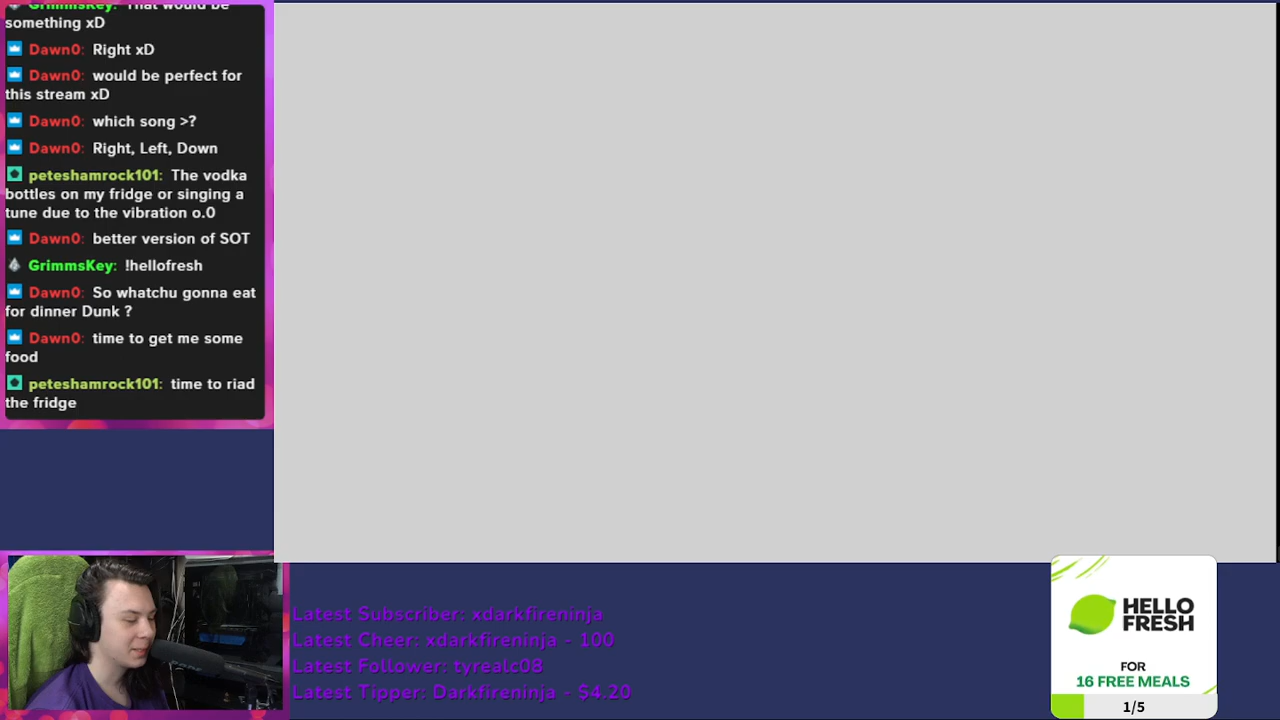 GrimmsKey: That would be
something xD
Dawn0: Right xD
Dawn0: would be perfect for
this stream xD
Dawn0: which song >?
Dawn0: Right, Left, Down
peteshamrock101: The vodka
bottles on my fridge or singing a
tune due to the vibration o.0
Dawn0: better version of SOT
GrimmsKey: !hellofresh
Dawn0: So whatchu gonna eat
for dinner Dunk ?
Dawn0: time to get me some
food
peteshamrock101: time to riad
the fridge
Latest Subscriber: xdarkfireninja
Latest Cheer: xdarkfireninja - 100
Latest Follower: tyrealc08
Latest Tipper: Darkfireninja - $4.20
HELLO
FRESH
FOR
16 FREE MEALS
1/5